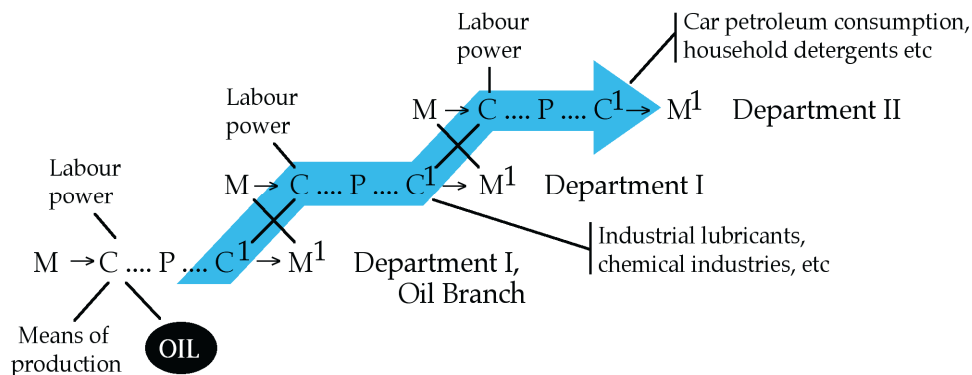 Labour
power
Car petroleum consumption,
household detergents etc
M → C .... P .... C¹ → M¹ Department II
Labour
power
M → C .... P .... C¹ → M¹ Department I
Industrial lubricants,
chemical industries, etc
Labour
power
M → C .... P .... C¹ → M¹ Department I,
Oil Branch
Means of
production
OIL